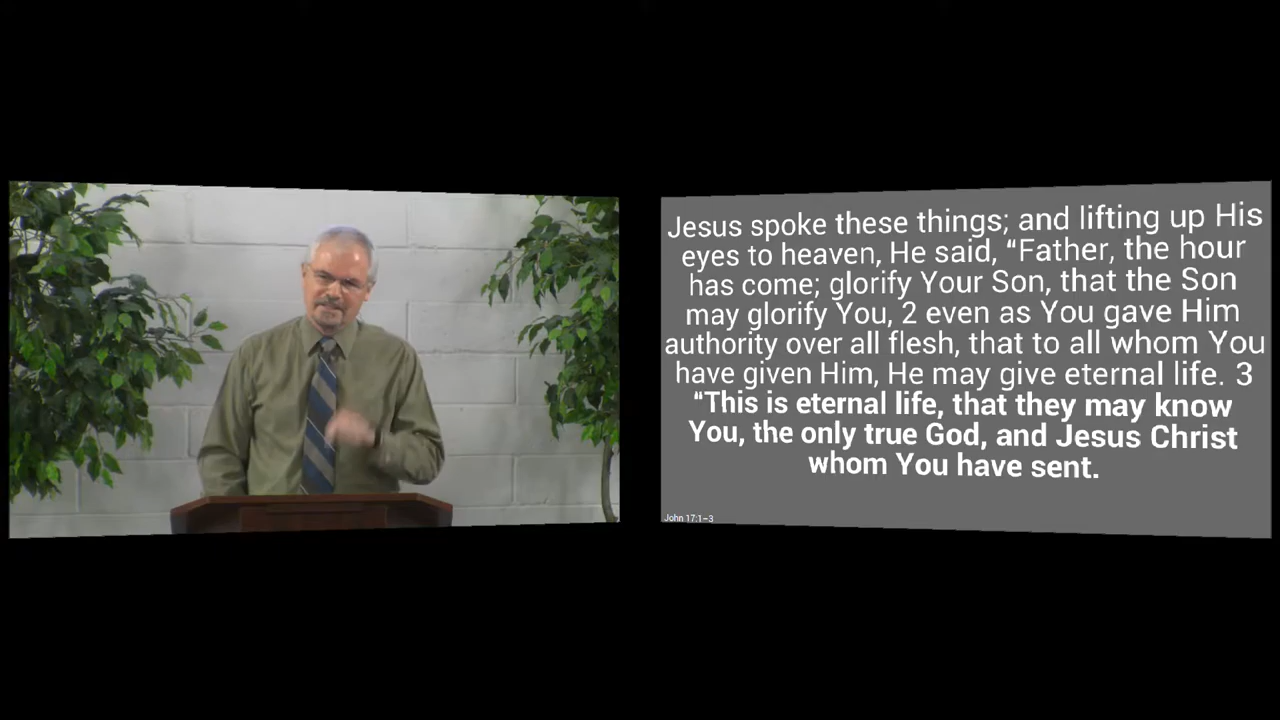 Jesus spoke these things; and lifting up His
eyes to heaven, He said, “Father, the hour
has come; glorify Your Son, that the Son
may glorify You, 2 even as You gave Him
authority over all flesh, that to all whom You
have given Him, He may give eternal life. 3
“This is eternal life, that they may know
You, the only true God, and Jesus Christ
whom You have sent.
John 17:1–3